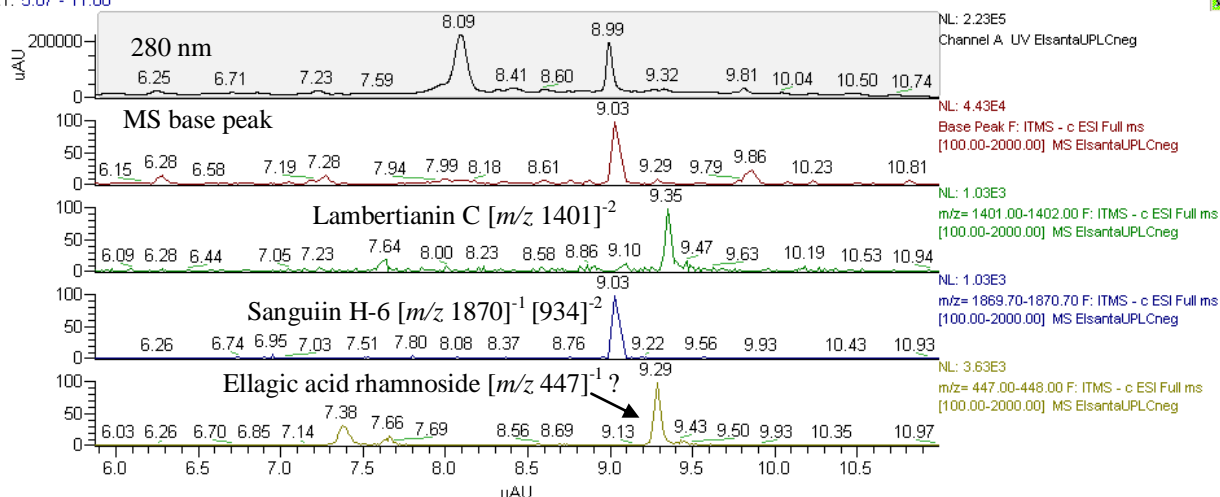 RT: 5.87 - 11.00
NL: 2.23E5
Channel A UV ElsantaUPLCneg
280 nm
uAU
200000
0
8.09
8.99
6.25 6.71 7.23 7.59 8.41 8.60 9.32 9.81 10.04 10.50 10.74
NL: 4.43E4
Base Peak F: ITMS - c ESI Full ms
[100.00-2000.00] MS ElsantaUPLCneg
MS base peak
100
50
0
9.03
6.15 6.28 6.58 7.19 7.28 7.94 7.99 8.18 8.61 9.29 9.79 9.86 10.23 10.81
NL: 1.03E3
m/z= 1401.00-1402.00 F: ITMS - c ESI Full ms
[100.00-2000.00] MS ElsantaUPLCneg
Lambertianin C [m/z 1401]-2
100
50
0
9.35
6.09 6.28 6.44 7.05 7.23 7.64 8.00 8.23 8.58 8.86 9.10 9.47 9.63 10.19 10.53 10.94
NL: 1.03E3
m/z= 1869.70-1870.70 F: ITMS - c ESI Full ms
[100.00-2000.00] MS ElsantaUPLCneg
Sanguiin H-6 [m/z 1870]-1 [934]-2
100
50
0
9.03
6.26 6.74 6.95 7.03 7.51 7.80 8.08 8.37 8.76 9.22 9.56 9.93 10.43 10.93
NL: 3.63E3
m/z= 447.00-448.00 F: ITMS - c ESI Full ms
[100.00-2000.00] MS ElsantaUPLCneg
Ellagic acid rhamnoside [m/z 447]-1 ?
100
50
0
9.29
6.03 6.26 6.70 6.85 7.14 7.38 7.66 7.69 8.56 8.69 9.13 9.43 9.50 9.93 10.35 10.97
6.0 6.5 7.0 7.5 8.0 8.5 9.0 9.5 10.0 10.5
uAU